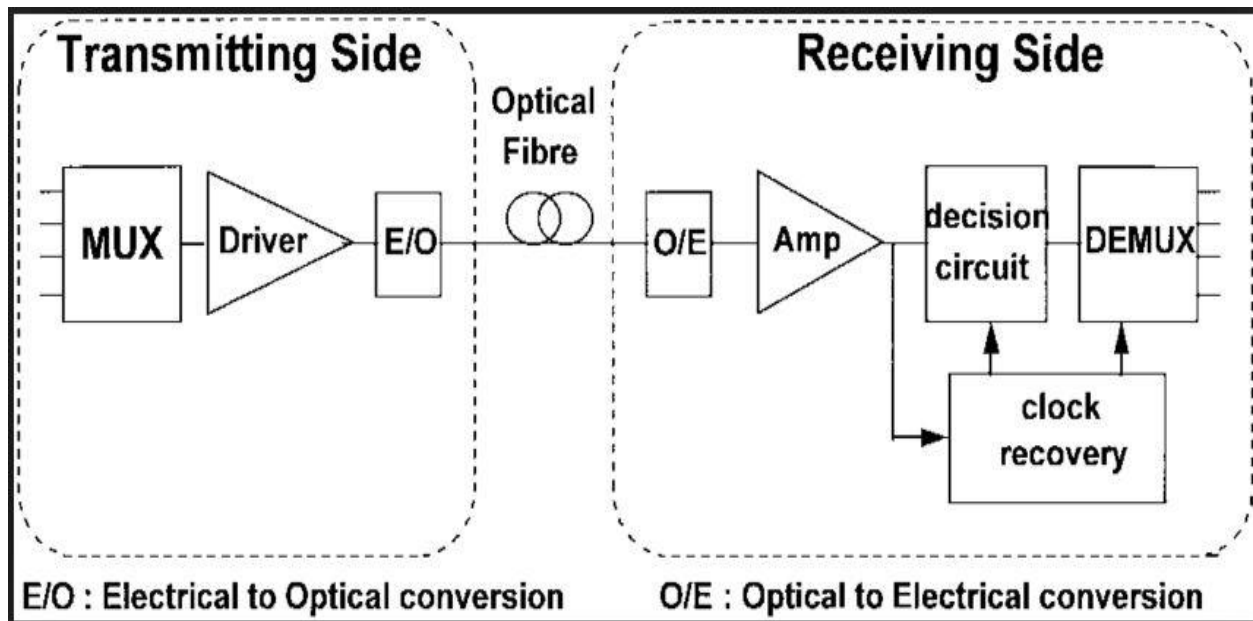 Transmitting Side
Receiving Side
Optical
Fibre
MUX
Driver
E/O
O/E
Amp
decision
circuit
DEMUX
clock
recovery
E/O : Electrical to Optical conversion
O/E : Optical to Electrical conversion